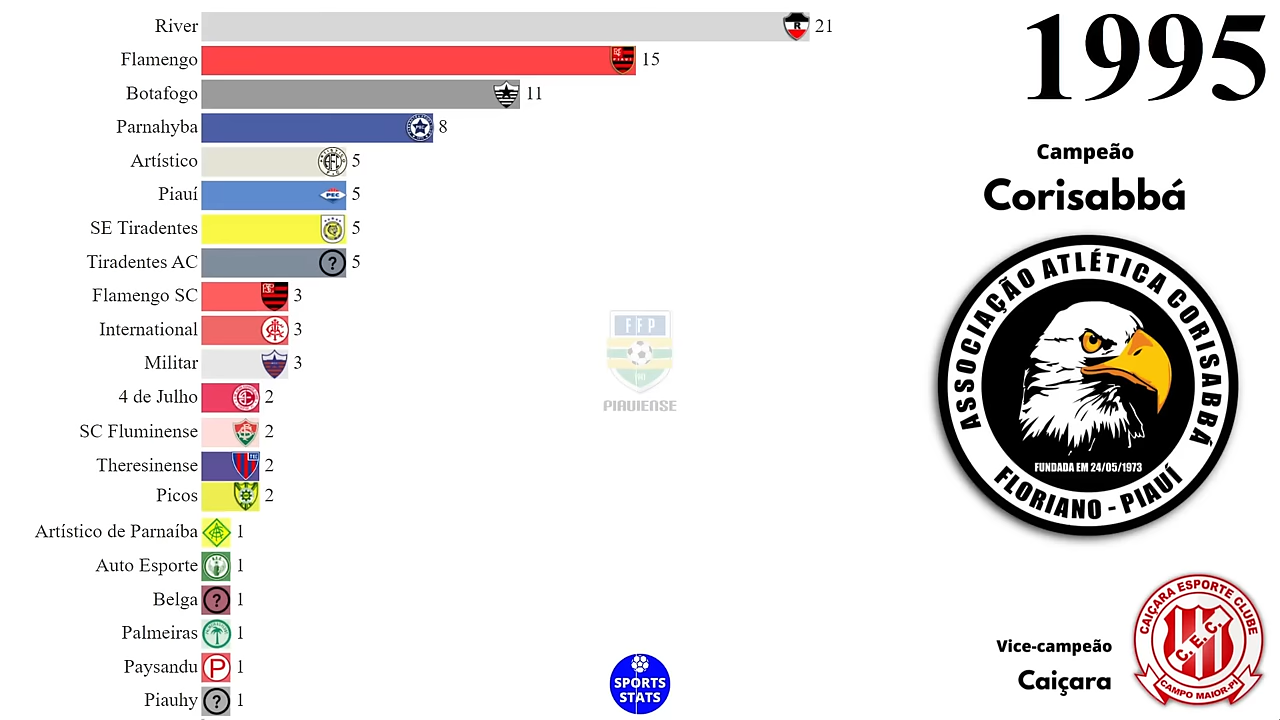 River 21
Flamengo 15
Botafogo 11
Parnahyba 8
Artístico 5
Piauí 5
SE Tiradentes 5
Tiradentes AC ? 5
Flamengo SC 3
International 3
Militar 3
4 de Julho 2
SC Fluminense 2
Theresinense 2
Picos 2
Artístico de Parnaíba 1
Auto Esporte 1
Belga ? 1
Palmeiras 1
Paysandu P 1
Piauhy ? 1
FFP
PIAUIENSE
SPORTS
STATS
1995
Campeão
Corisabbá
ASSOCIAÇÃO ATLÉTICA CORISABBÁ
FUNDADA EM 24/05/1973
FLORIANO - PIAUÍ
Vice-campeão
Caiçara
CAIÇARA ESPORTE CLUBE
C.E.C.
CAMPO MAIOR-PI